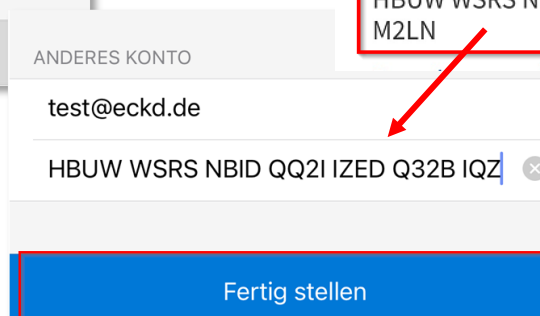 HBUW WSRS N
M2LN
ANDERES KONTO
test@eckd.de
HBUW WSRS NBID QQ2I IZED Q32B IQZ
Fertig stellen